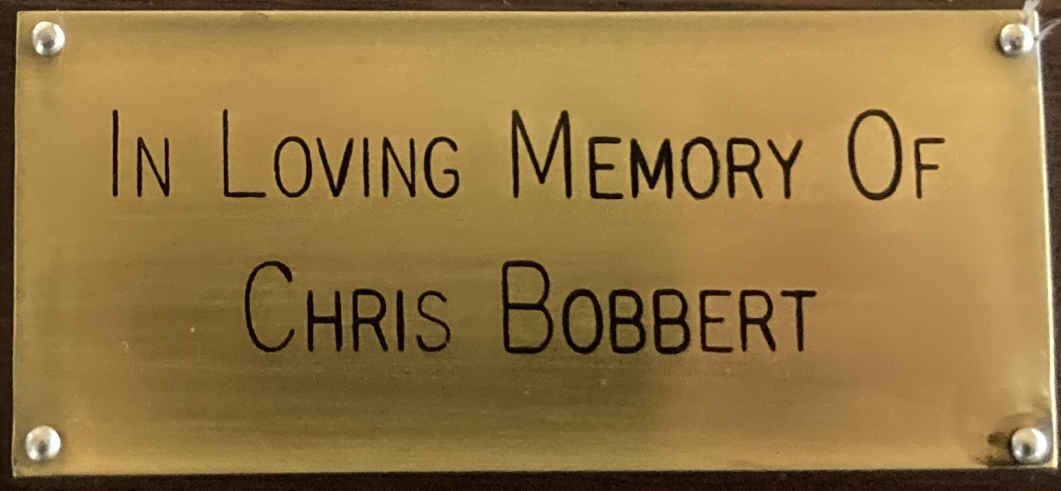 In Loving Memory Of
Chris Bobbert